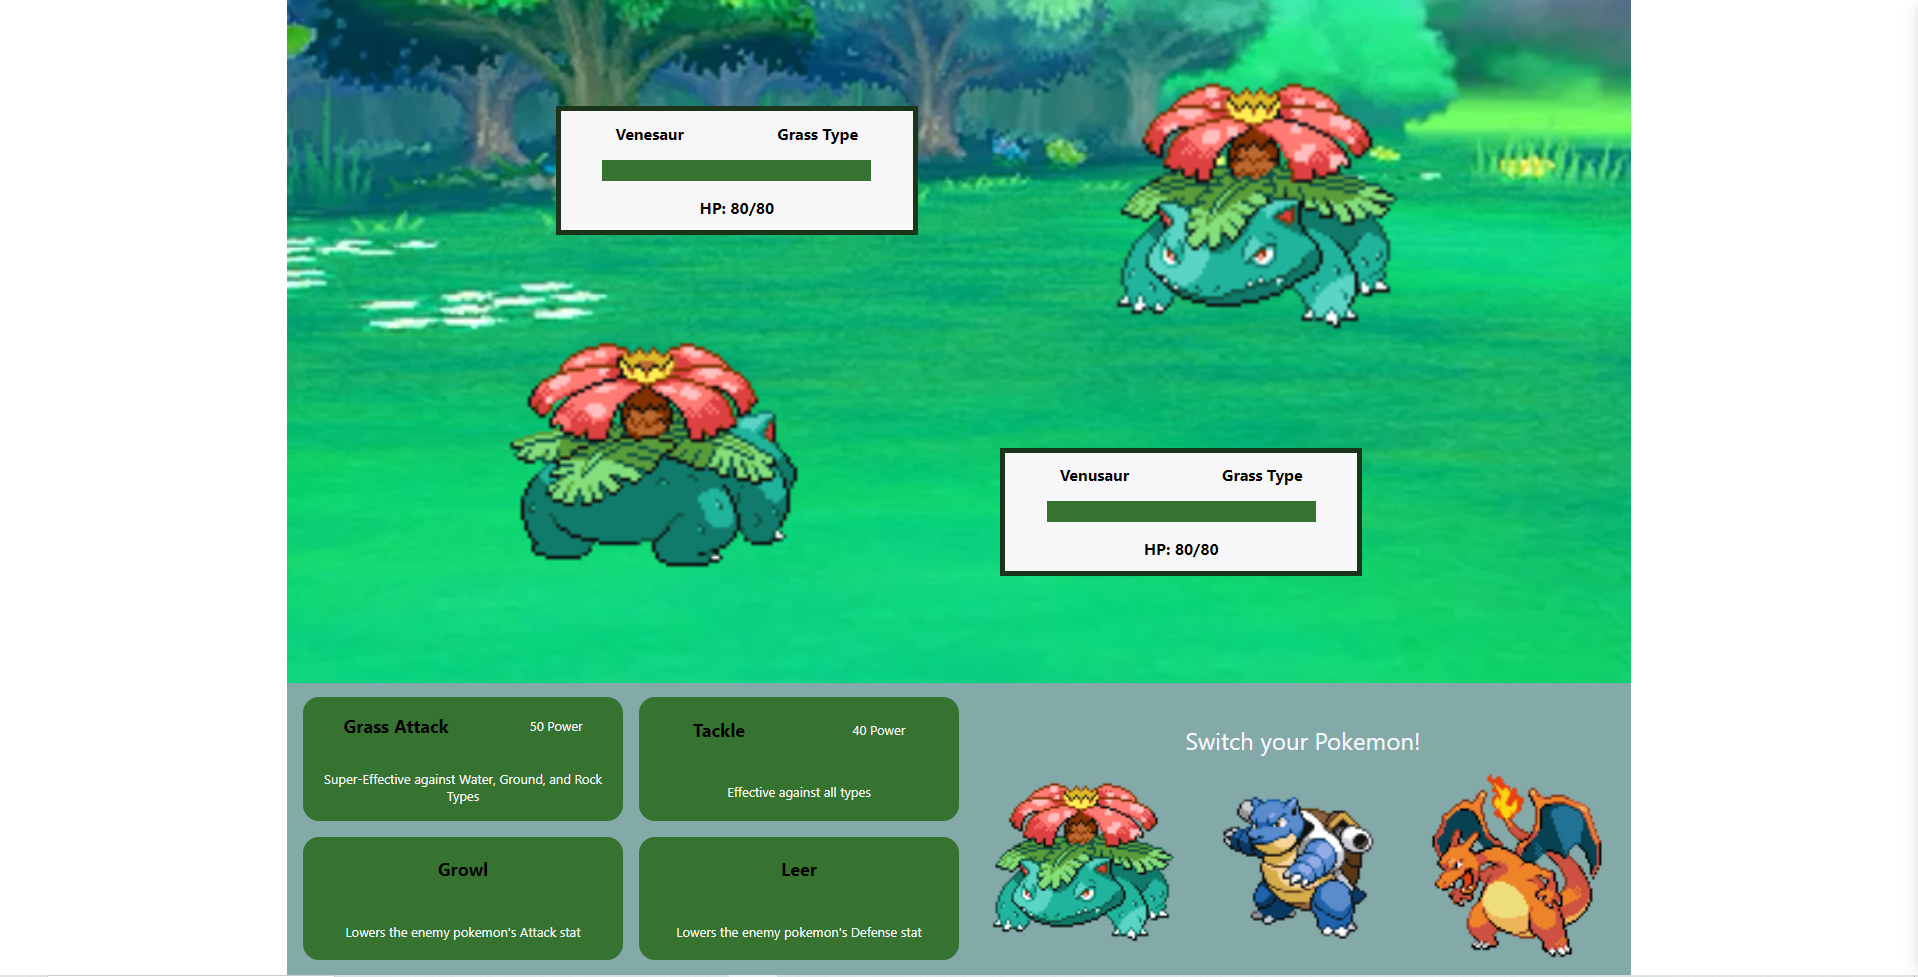 Venesaur Grass Type
HP: 80/80
Venusaur Grass Type
HP: 80/80
Grass Attack 50 Power
Super-Effective against Water, Ground, and Rock
Types
Tackle 40 Power
Effective against all types
Growl
Lowers the enemy pokemon's Attack stat
Leer
Lowers the enemy pokemon's Defense stat
Switch your Pokemon!